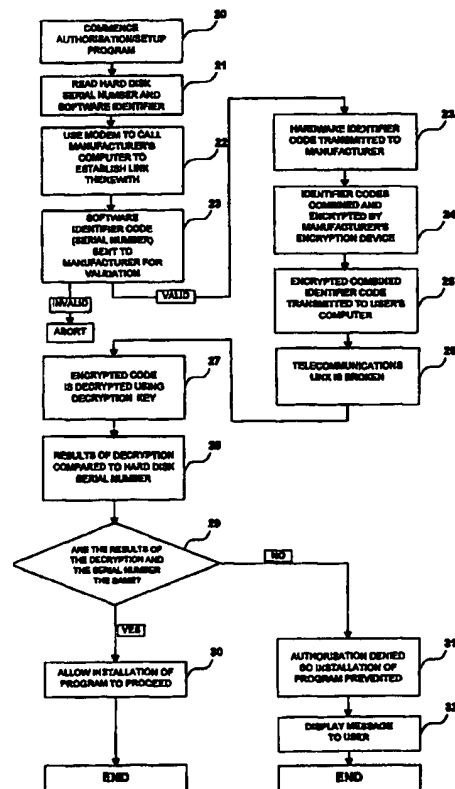 20
COMMENCE
AUTHORISATION/SETUP
PROGRAM
21
READ HARD DISK
SERIAL NUMBER AND
SOFTWARE IDENTIFIER
22
USE MODEM TO CALL
MANUFACTURER'S
COMPUTER TO
ESTABLISH LINK
THEREWITH
23
SOFTWARE
IDENTIFIER CODE
(SERIAL NUMBER)
SENT TO
MANUFACTURER FOR
VALIDATION
INVALID
VALID
ABORT
HARDWARE IDENTIFIER
CODE TRANSMITTED TO
MANUFACTURER
24
IDENTIFIER CODES
COMBINED AND
ENCRYPTED BY
MANUFACTURER'S
ENCRYPTION DEVICE
25
ENCRYPTED COMBINED
IDENTIFIER CODE
TRANSMITTED TO USER'S
COMPUTER
26
TELECOMMUNICATIONS
LINK IS BROKEN
27
ENCRYPTED CODE
IS DECRYPTED USING
DECRYPTION KEY
28
RESULTS OF DECRYPTION
COMPARED TO HARD DISK
SERIAL NUMBER
29
ARE THE RESULTS OF
THE DECRYPTION AND
THE SERIAL NUMBER
THE SAME?
NO
YES
30
ALLOW INSTALLATION OF
PROGRAM TO PROCEED
31
AUTHORISATION DENIED
SO INSTALLATION OF
PROGRAM PREVENTED
32
DISPLAY MESSAGE
TO USER
END
END